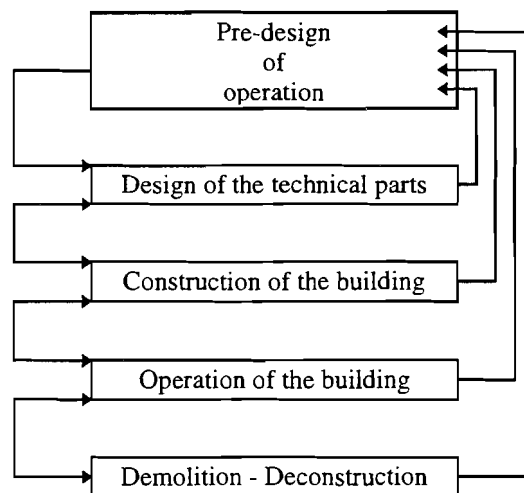 Pre-design
of
operation
Design of the technical parts
Construction of the building
Operation of the building
Demolition - Deconstruction